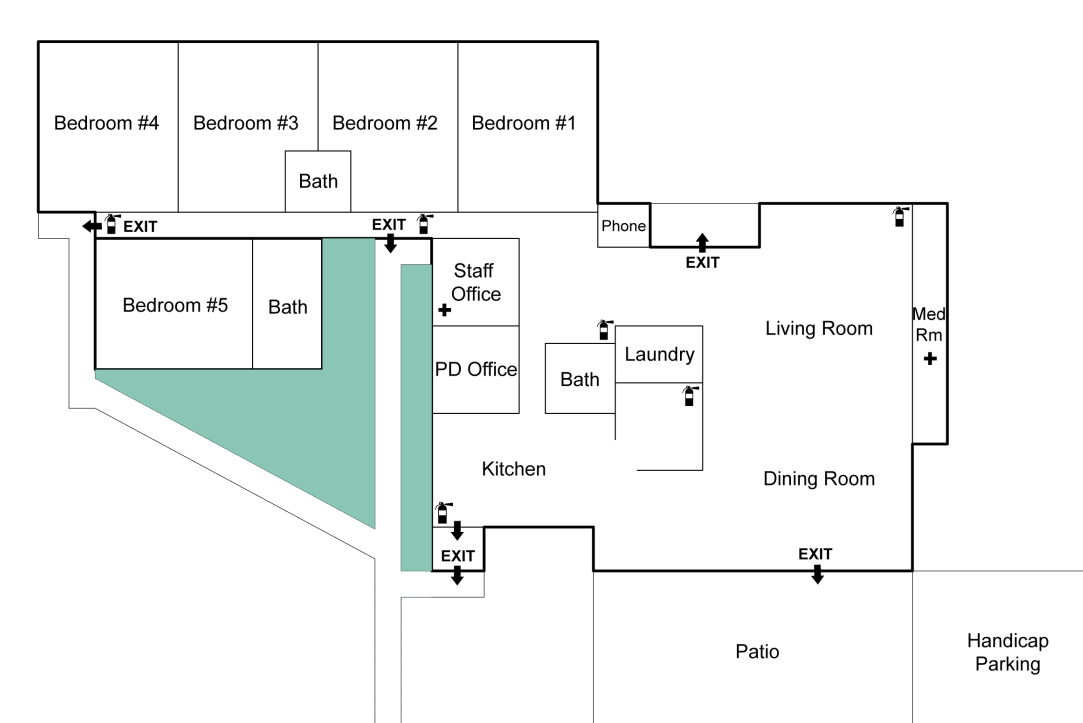 Bedroom #4
Bedroom #3
Bedroom #2
Bedroom #1
Bath
EXIT
EXIT
Phone
EXIT
Bedroom #5
Bath
Staff
Office
PD Office
Bath
Laundry
Living Room
Med
Rm
Kitchen
Dining Room
EXIT
EXIT
Patio
Handicap
Parking